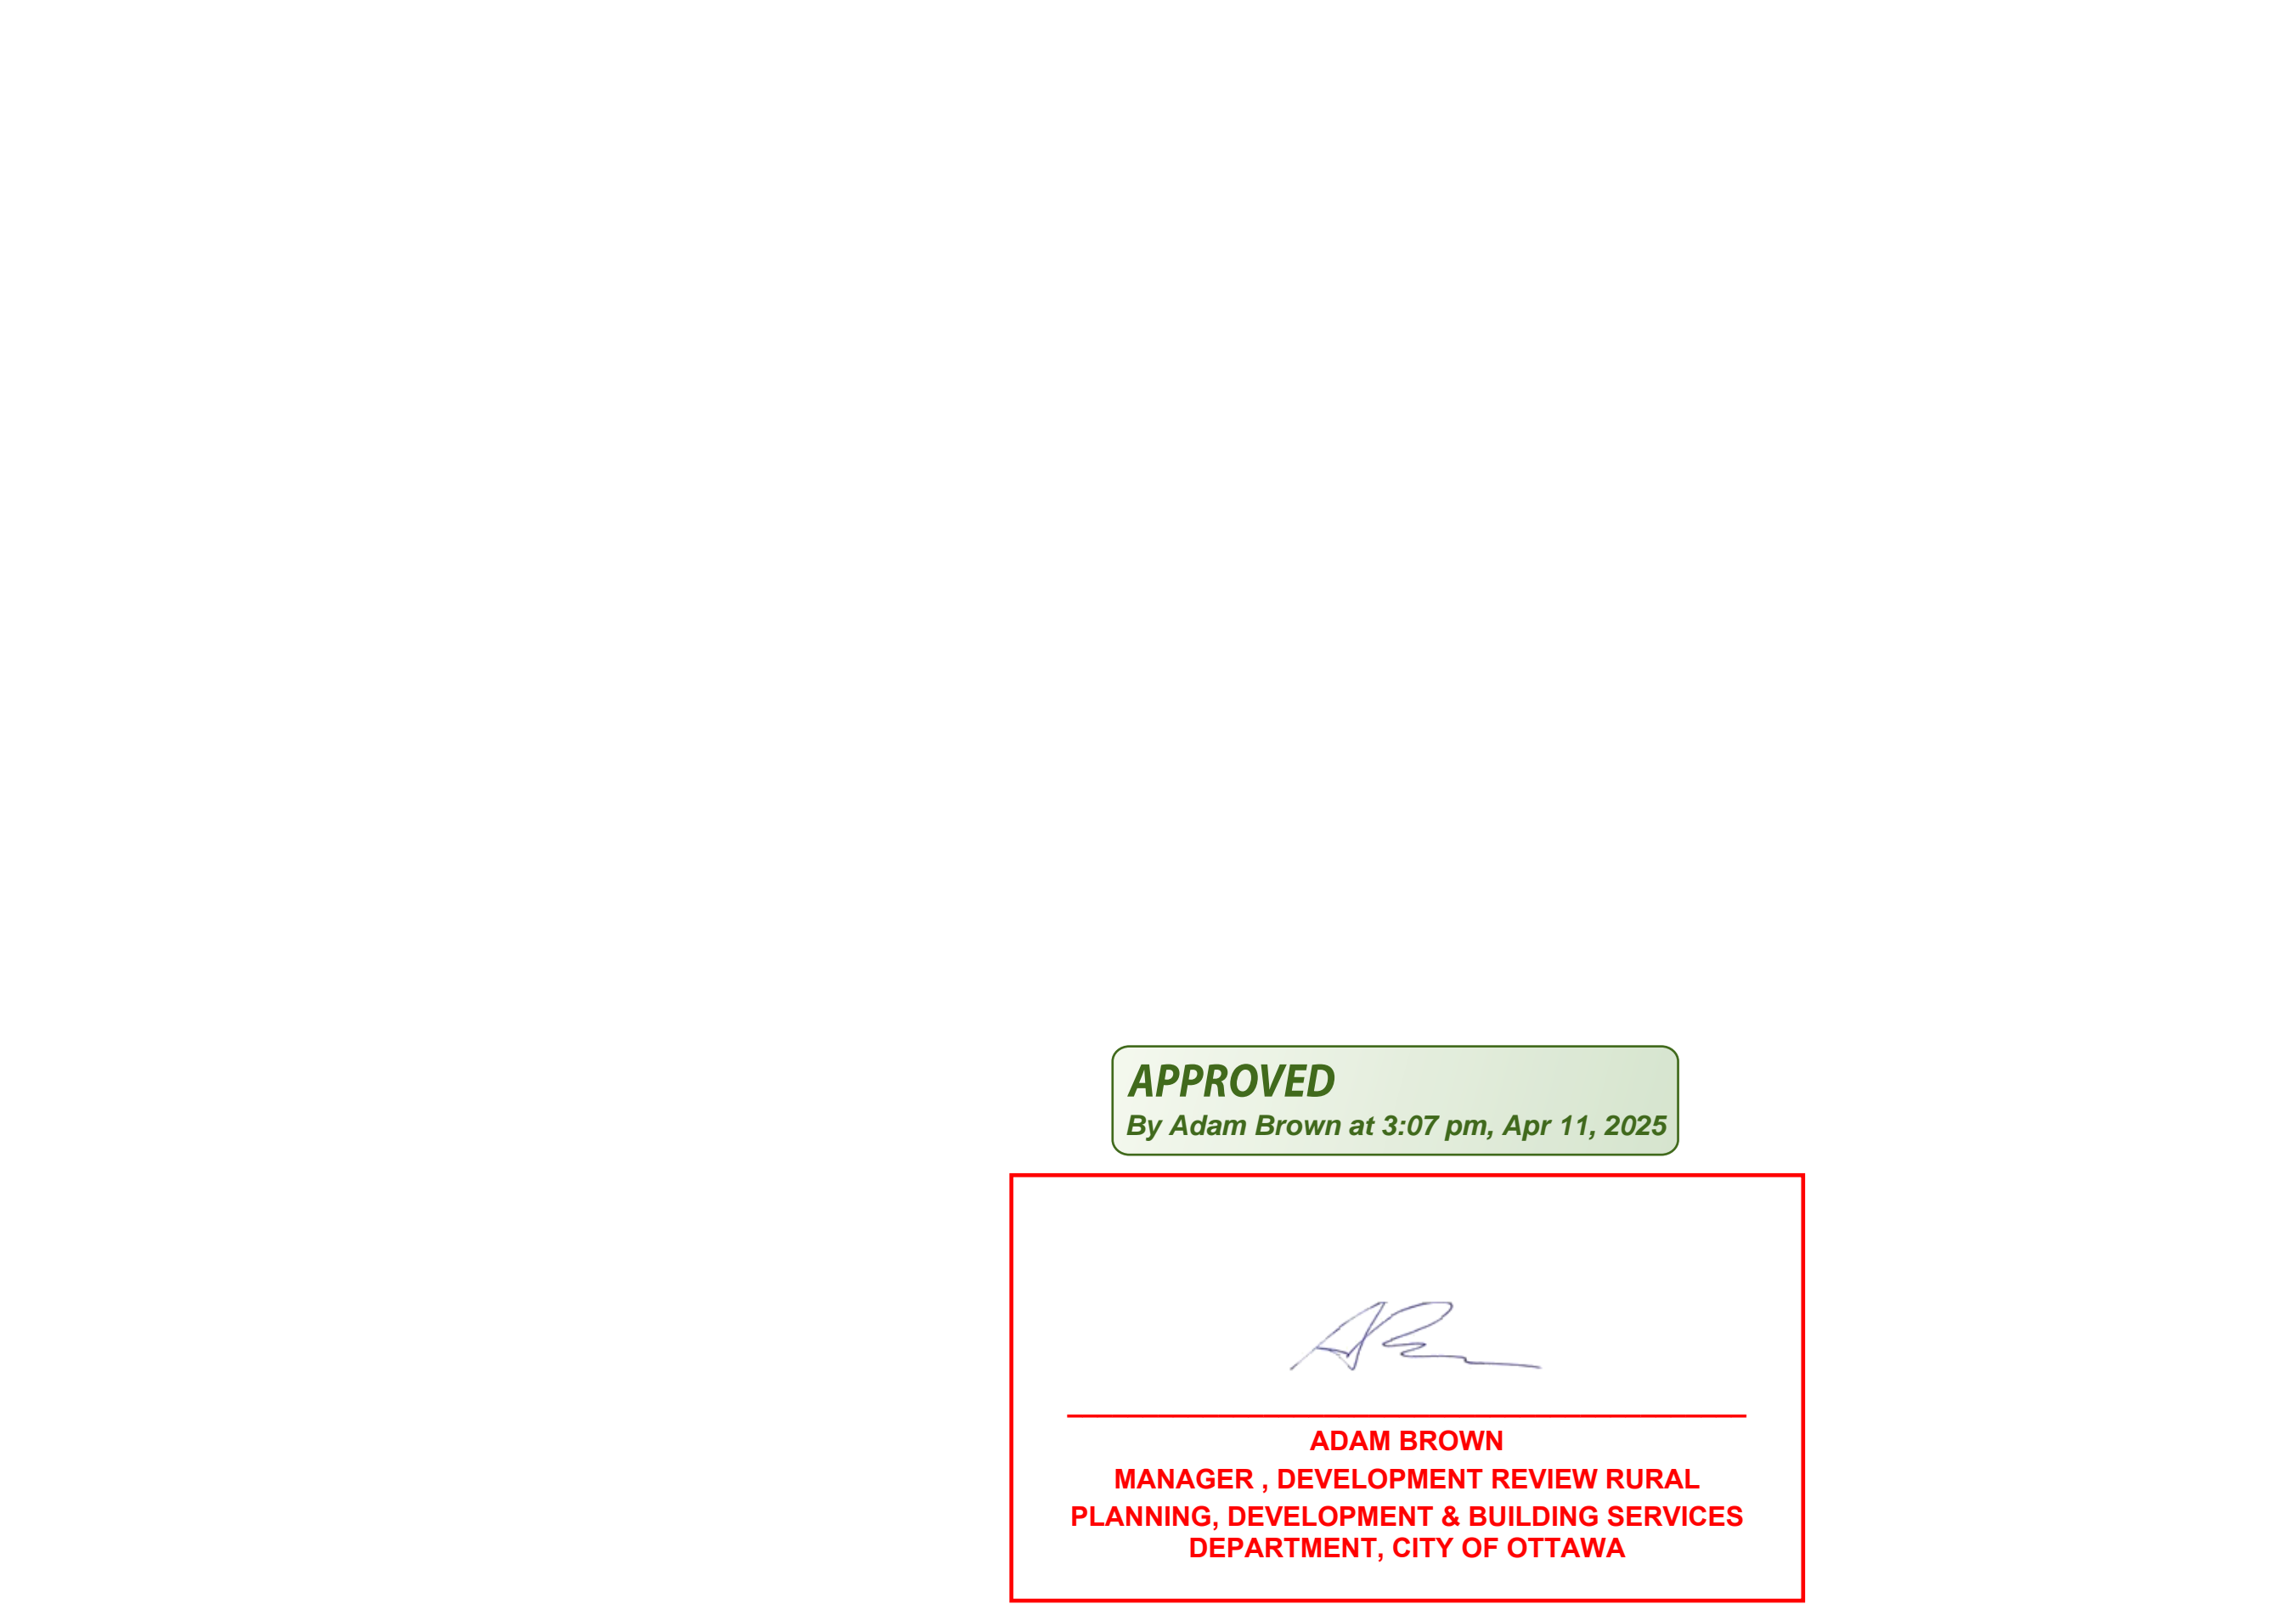 APPROVED
By Adam Brown at 3:07 pm, Apr 11, 2025
ADAM BROWN
MANAGER , DEVELOPMENT REVIEW RURAL
PLANNING, DEVELOPMENT & BUILDING SERVICES
DEPARTMENT, CITY OF OTTAWA